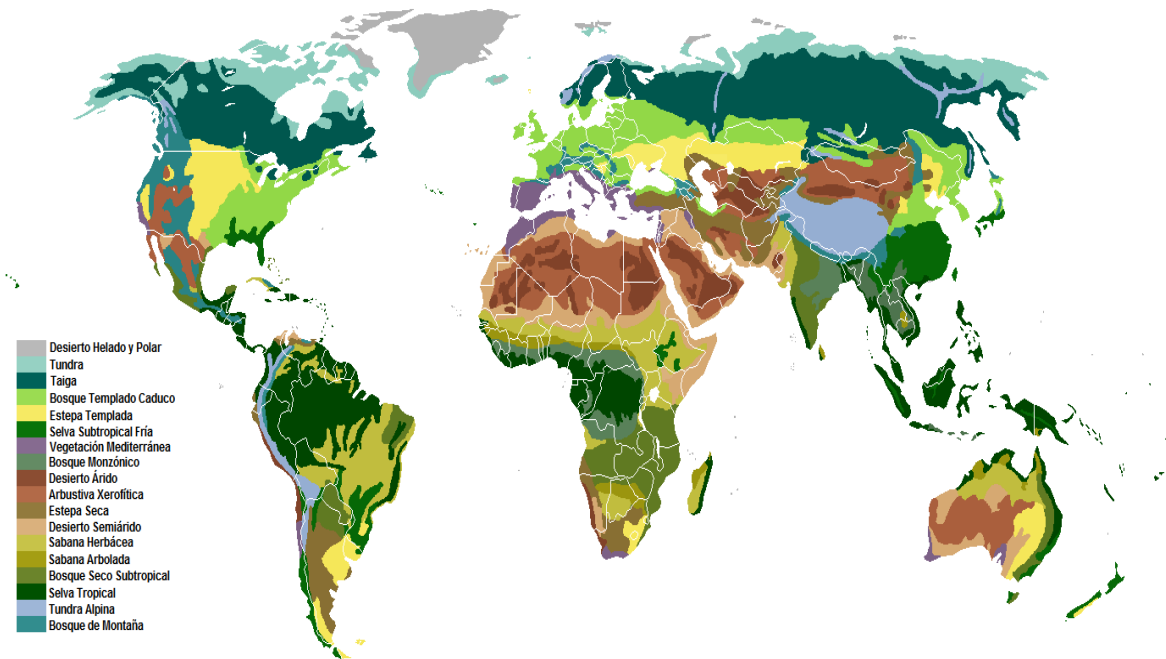 Desierto Helado y Polar
Tundra
Taiga
Bosque Templado Caduco
Estepa Templada
Selva Subtropical Fría
Vegetación Mediterránea
Bosque Monzónico
Desierto Árido
Arbustiva Xerofítica
Estepa Seca
Desierto Semiárido
Sabana Herbácea
Sabana Arbolada
Bosque Seco Subtropical
Selva Tropical
Tundra Alpina
Bosque de Montaña